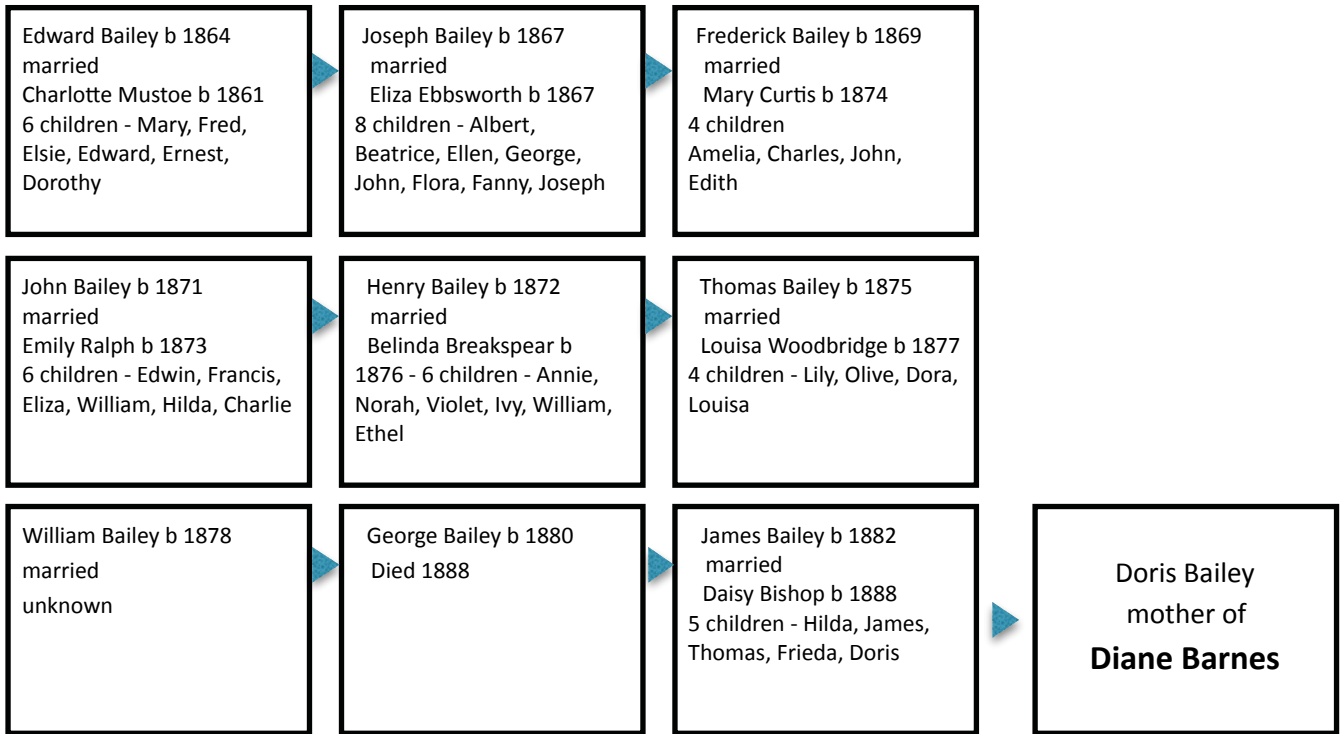 Edward Bailey b 1864
married
Charlotte Mustoe b 1861
6 children - Mary, Fred,
Elsie, Edward, Ernest,
Dorothy
Joseph Bailey b 1867
married
Eliza Ebbsworth b 1867
8 children - Albert,
Beatrice, Ellen, George,
John, Flora, Fanny, Joseph
Frederick Bailey b 1869
married
Mary Curtis b 1874
4 children
Amelia, Charles, John,
Edith
John Bailey b 1871
married
Emily Ralph b 1873
6 children - Edwin, Francis,
Eliza, William, Hilda, Charlie
Henry Bailey b 1872
married
Belinda Breakspear b
1876 - 6 children - Annie,
Norah, Violet, Ivy, William,
Ethel
Thomas Bailey b 1875
married
Louisa Woodbridge b 1877
4 children - Lily, Olive, Dora,
Louisa
William Bailey b 1878
married
unknown
George Bailey b 1880
Died 1888
James Bailey b 1882
married
Daisy Bishop b 1888
5 children - Hilda, James,
Thomas, Frieda, Doris
Doris Bailey
mother of
Diane Barnes